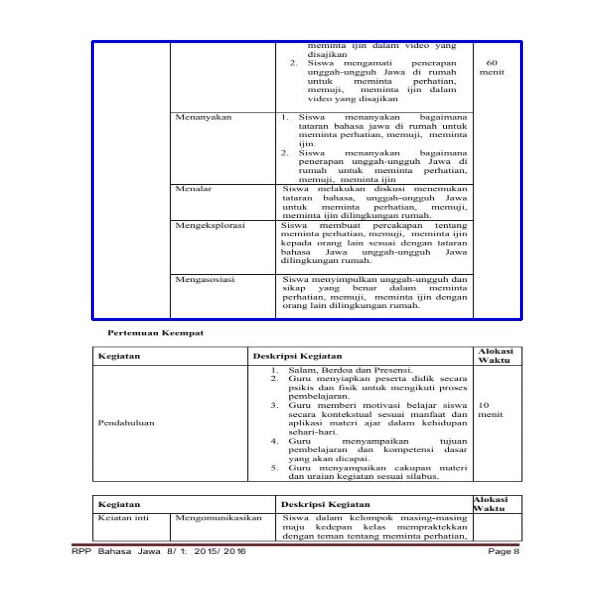 meminta ijin dalam video yang
disajikan
2. Siswa mengamati penerapan
unggah-ungguh Jawa di rumah
untuk meminta perhatian,
memuji, meminta ijin dalam
video yang disajikan
60
menit
Menanyakan
1. Siswa menanyakan bagaimana
tataran bahasa jawa di rumah untuk
meminta perhatian, memuji, meminta
ijin.
2. Siswa menanyakan bagaimana
penerapan unggah-ungguh Jawa di
rumah untuk meminta perhatian,
memuji, meminta ijin
Menalar
Siswa melakukan diskusi menemukan
tataran bahasa, unggah-ungguh Jawa
untuk meminta perhatian, memuji,
meminta ijin dilingkungan rumah.
Mengeksplorasi
Siswa membuat percakapan tentang
meminta perhatian, memuji, meminta ijin
kepada orang lain sesuai dengan tataran
bahasa Jawa unggah-ungguh Jawa
dilingkungan rumah.
Mengasosiasi
Siswa menyimpulkan unggah-ungguh dan
sikap yang benar dalam meminta
perhatian, memuji, meminta ijin dengan
orang lain dilingkungan rumah.
Pertemuan Keempat
Kegiatan
Deskripsi Kegiatan
Alokasi
Waktu
Pendahuluan
1. Salam, Berdoa dan Presensi.
2. Guru menyiapkan peserta didik secara
psikis dan fisik untuk mengikuti proses
pembelajaran.
3. Guru memberi motivasi belajar siswa
secara kontekstual sesuai manfaat dan
aplikasi materi ajar dalam kehidupan
sehari-hari.
4. Guru menyampaikan tujuan
pembelajaran dan kompetensi dasar
yang akan dicapai.
5. Guru menyampaikan cakupan materi
dan uraian kegiatan sesuai silabus.
10
menit
Kegiatan
Deskripsi Kegiatan
Alokasi
Waktu
Keiatan inti
Mengomunikasikan
Siswa dalam kelompok masing-masing
maju kedepan kelas mempraktekkan
dengan teman tentang meminta perhatian,
RPP Bahasa Jawa 8/ 1: 2015/ 2016
Page 8